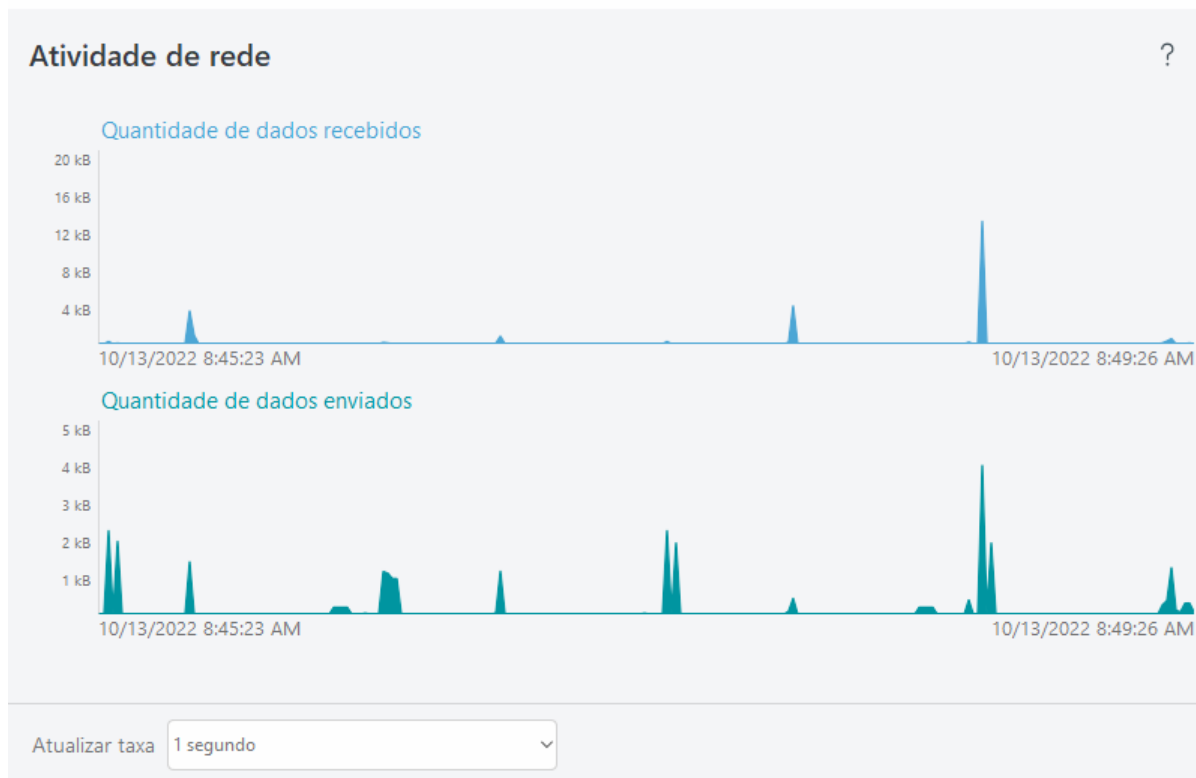 Atividade de rede
?
Quantidade de dados recebidos
20 kB
16 kB
12 kB
8 kB
4 kB
10/13/2022 8:45:23 AM 10/13/2022 8:49:26 AM
Quantidade de dados enviados
5 kB
4 kB
3 kB
2 kB
1 kB
10/13/2022 8:45:23 AM 10/13/2022 8:49:26 AM
Atualizar taxa 1 segundo